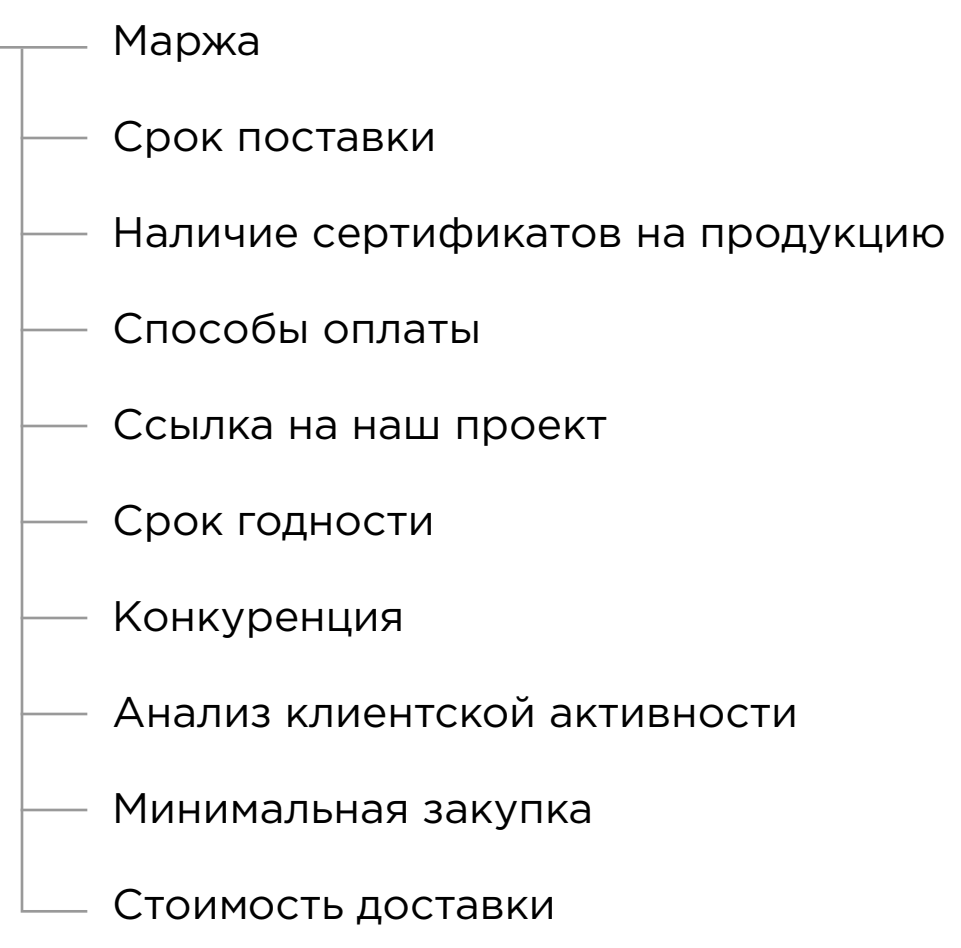 Маржа
Срок поставки
Наличие сертификатов на продукцию
Способы оплаты
Ссылка на наш проект
Срок годности
Конкуренция
Анализ клиентской активности
Минимальная закупка
Стоимость доставки